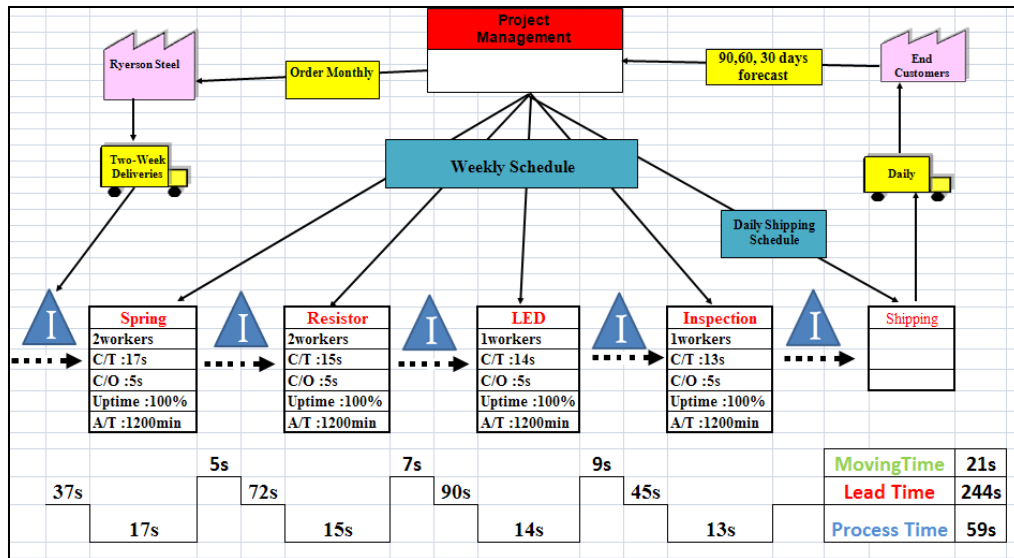 Project
Management
Ryerson Steel
Order Monthly
90,60, 30 days
forecast
End
Customers
Two-Week
Deliveries
Weekly Schedule
Daily
Daily Shipping
Schedule
I
I
I
I
I
Spring
2workers
C/T :17s
C/O :5s
Uptime :100%
A/T :1200min
Resistor
2workers
C/T :15s
C/O :5s
Uptime :100%
A/T :1200min
LED
1workers
C/T :14s
C/O :5s
Uptime :100%
A/T :1200min
Inspection
1workers
C/T :13s
C/O :5s
Uptime :100%
A/T :1200min
Shipping
5s
7s
9s
37s
72s
90s
45s
17s
15s
14s
13s
MovingTime 21s
Lead Time 244s
Process Time 59s